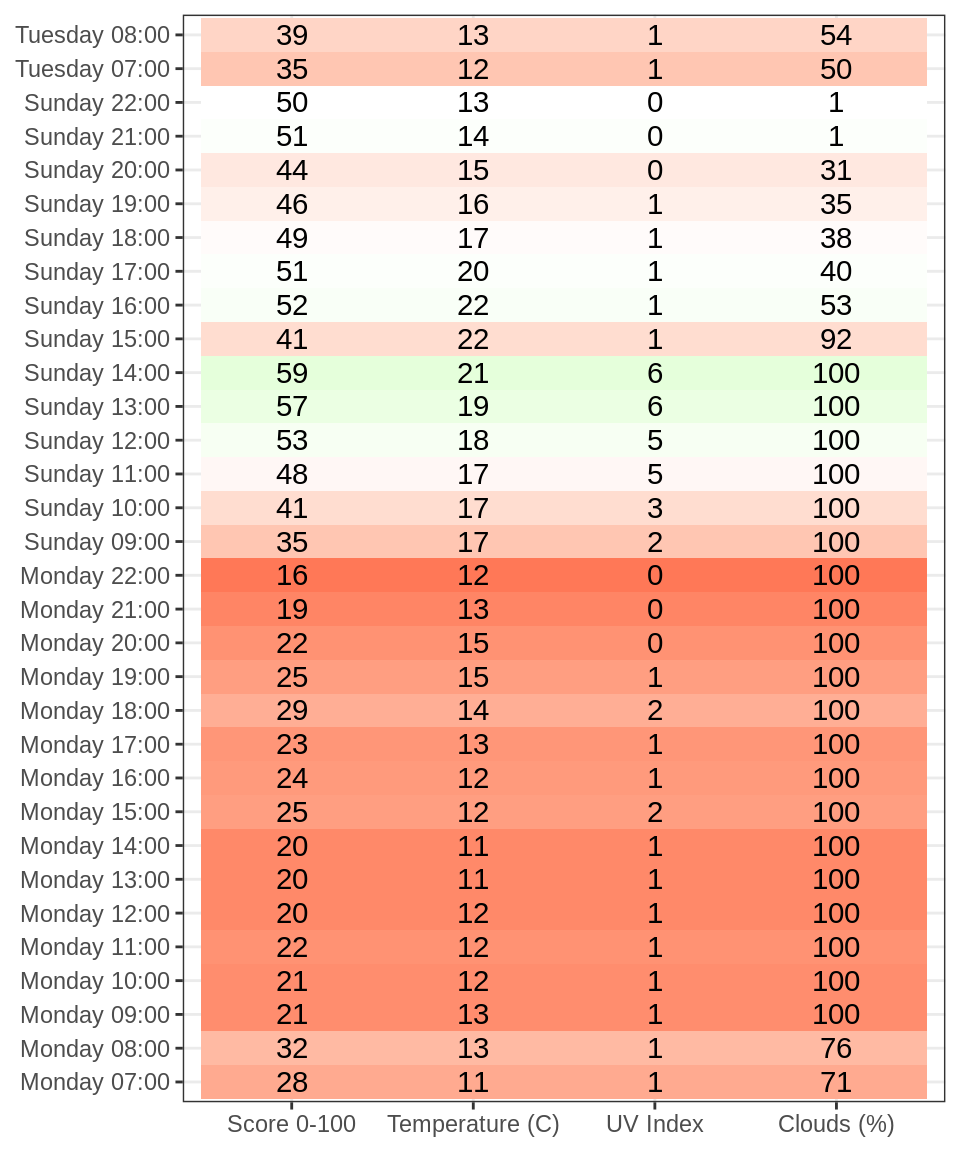 Tuesday 08:00 39 13 1 54
Tuesday 07:00 35 12 1 50
Sunday 22:00 50 13 0 1
Sunday 21:00 51 14 0 1
Sunday 20:00 44 15 0 31
Sunday 19:00 46 16 1 35
Sunday 18:00 49 17 1 38
Sunday 17:00 51 20 1 40
Sunday 16:00 52 22 1 53
Sunday 15:00 41 22 1 92
Sunday 14:00 59 21 6 100
Sunday 13:00 57 19 6 100
Sunday 12:00 53 18 5 100
Sunday 11:00 48 17 5 100
Sunday 10:00 41 17 3 100
Sunday 09:00 35 17 2 100
Monday 22:00 16 12 0 100
Monday 21:00 19 13 0 100
Monday 20:00 22 15 0 100
Monday 19:00 25 15 1 100
Monday 18:00 29 14 2 100
Monday 17:00 23 13 1 100
Monday 16:00 24 12 1 100
Monday 15:00 25 12 2 100
Monday 14:00 20 11 1 100
Monday 13:00 20 11 1 100
Monday 12:00 20 12 1 100
Monday 11:00 22 12 1 100
Monday 10:00 21 12 1 100
Monday 09:00 21 13 1 100
Monday 08:00 32 13 1 76
Monday 07:00 28 11 1 71
Score 0-100 Temperature (C) UV Index Clouds (%)